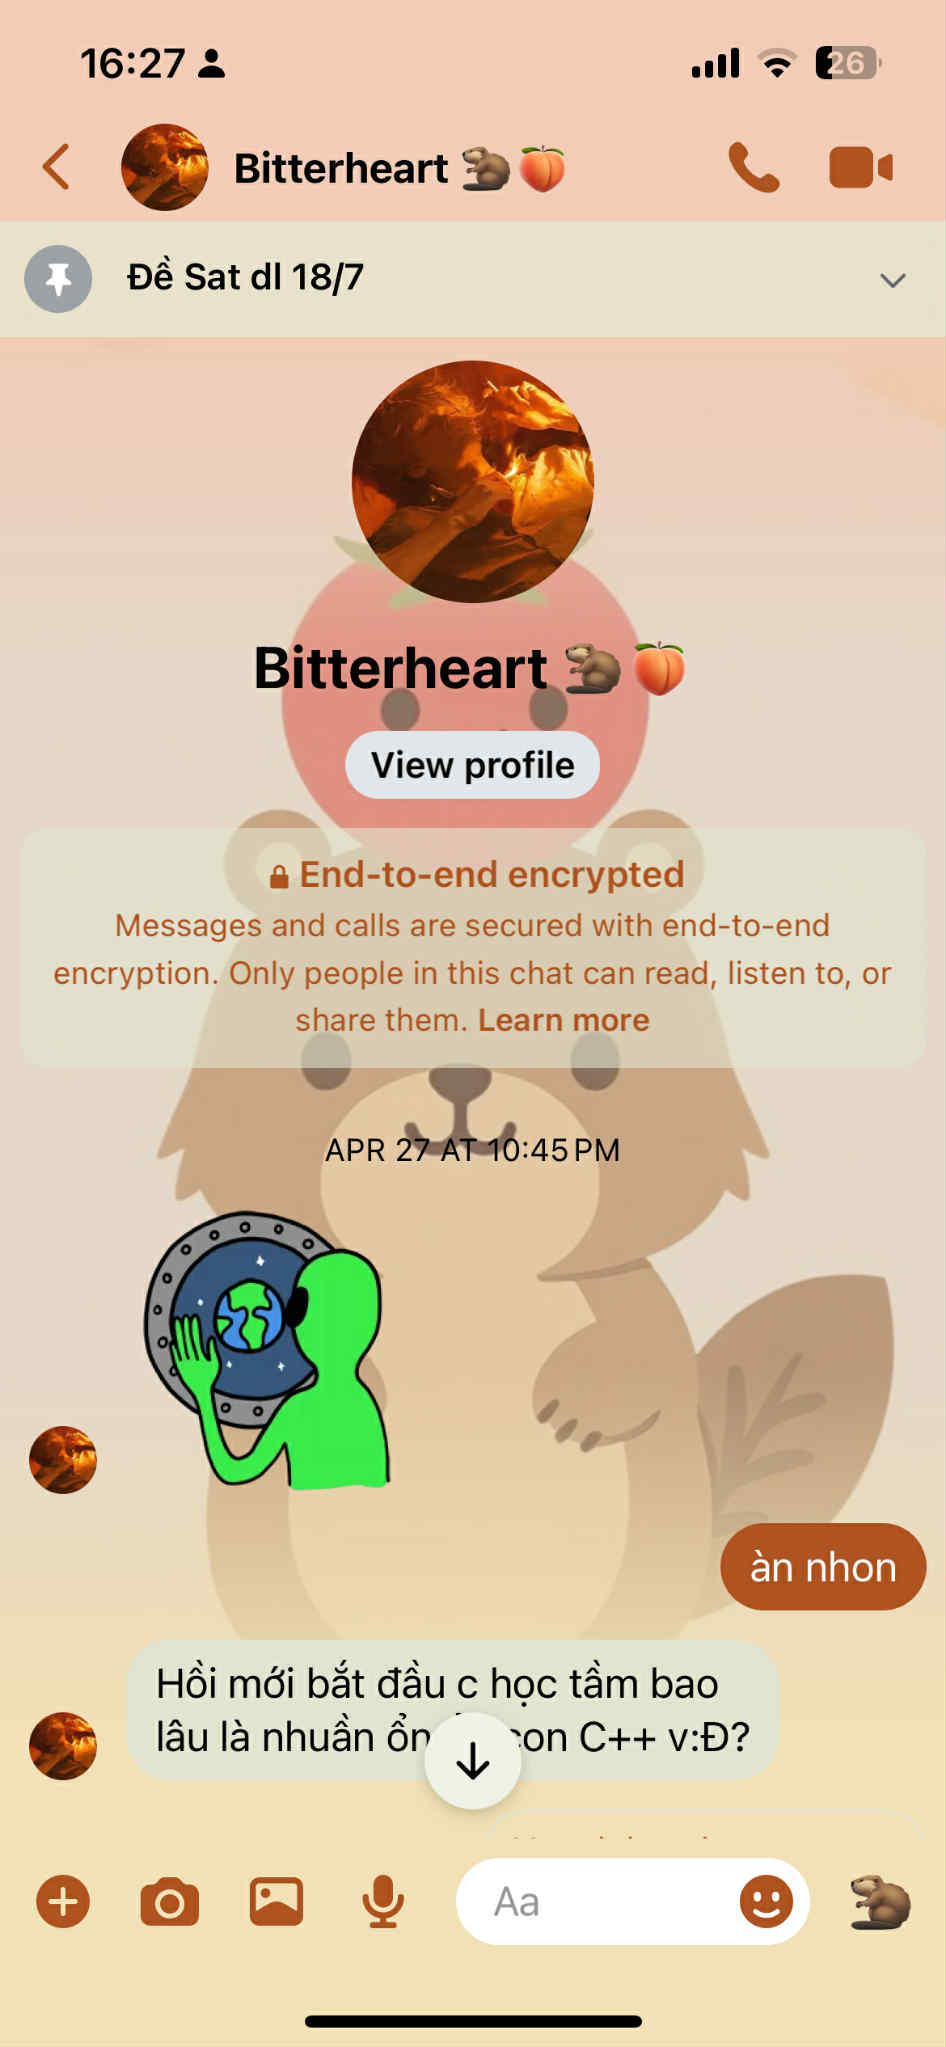 16:27
26
Bitterheart 🦫🍑
Đề Sat dl 18/7
Bitterheart 🦫🍑
View profile
End-to-end encrypted
Messages and calls are secured with end-to-end
encryption. Only people in this chat can read, listen to, or
share them. Learn more
APR 27 AT 10:45 PM
àn nhon
Hồi mới bắt đầu c học tầm bao
lâu là nhuần con C++ v:Đ?
Aa